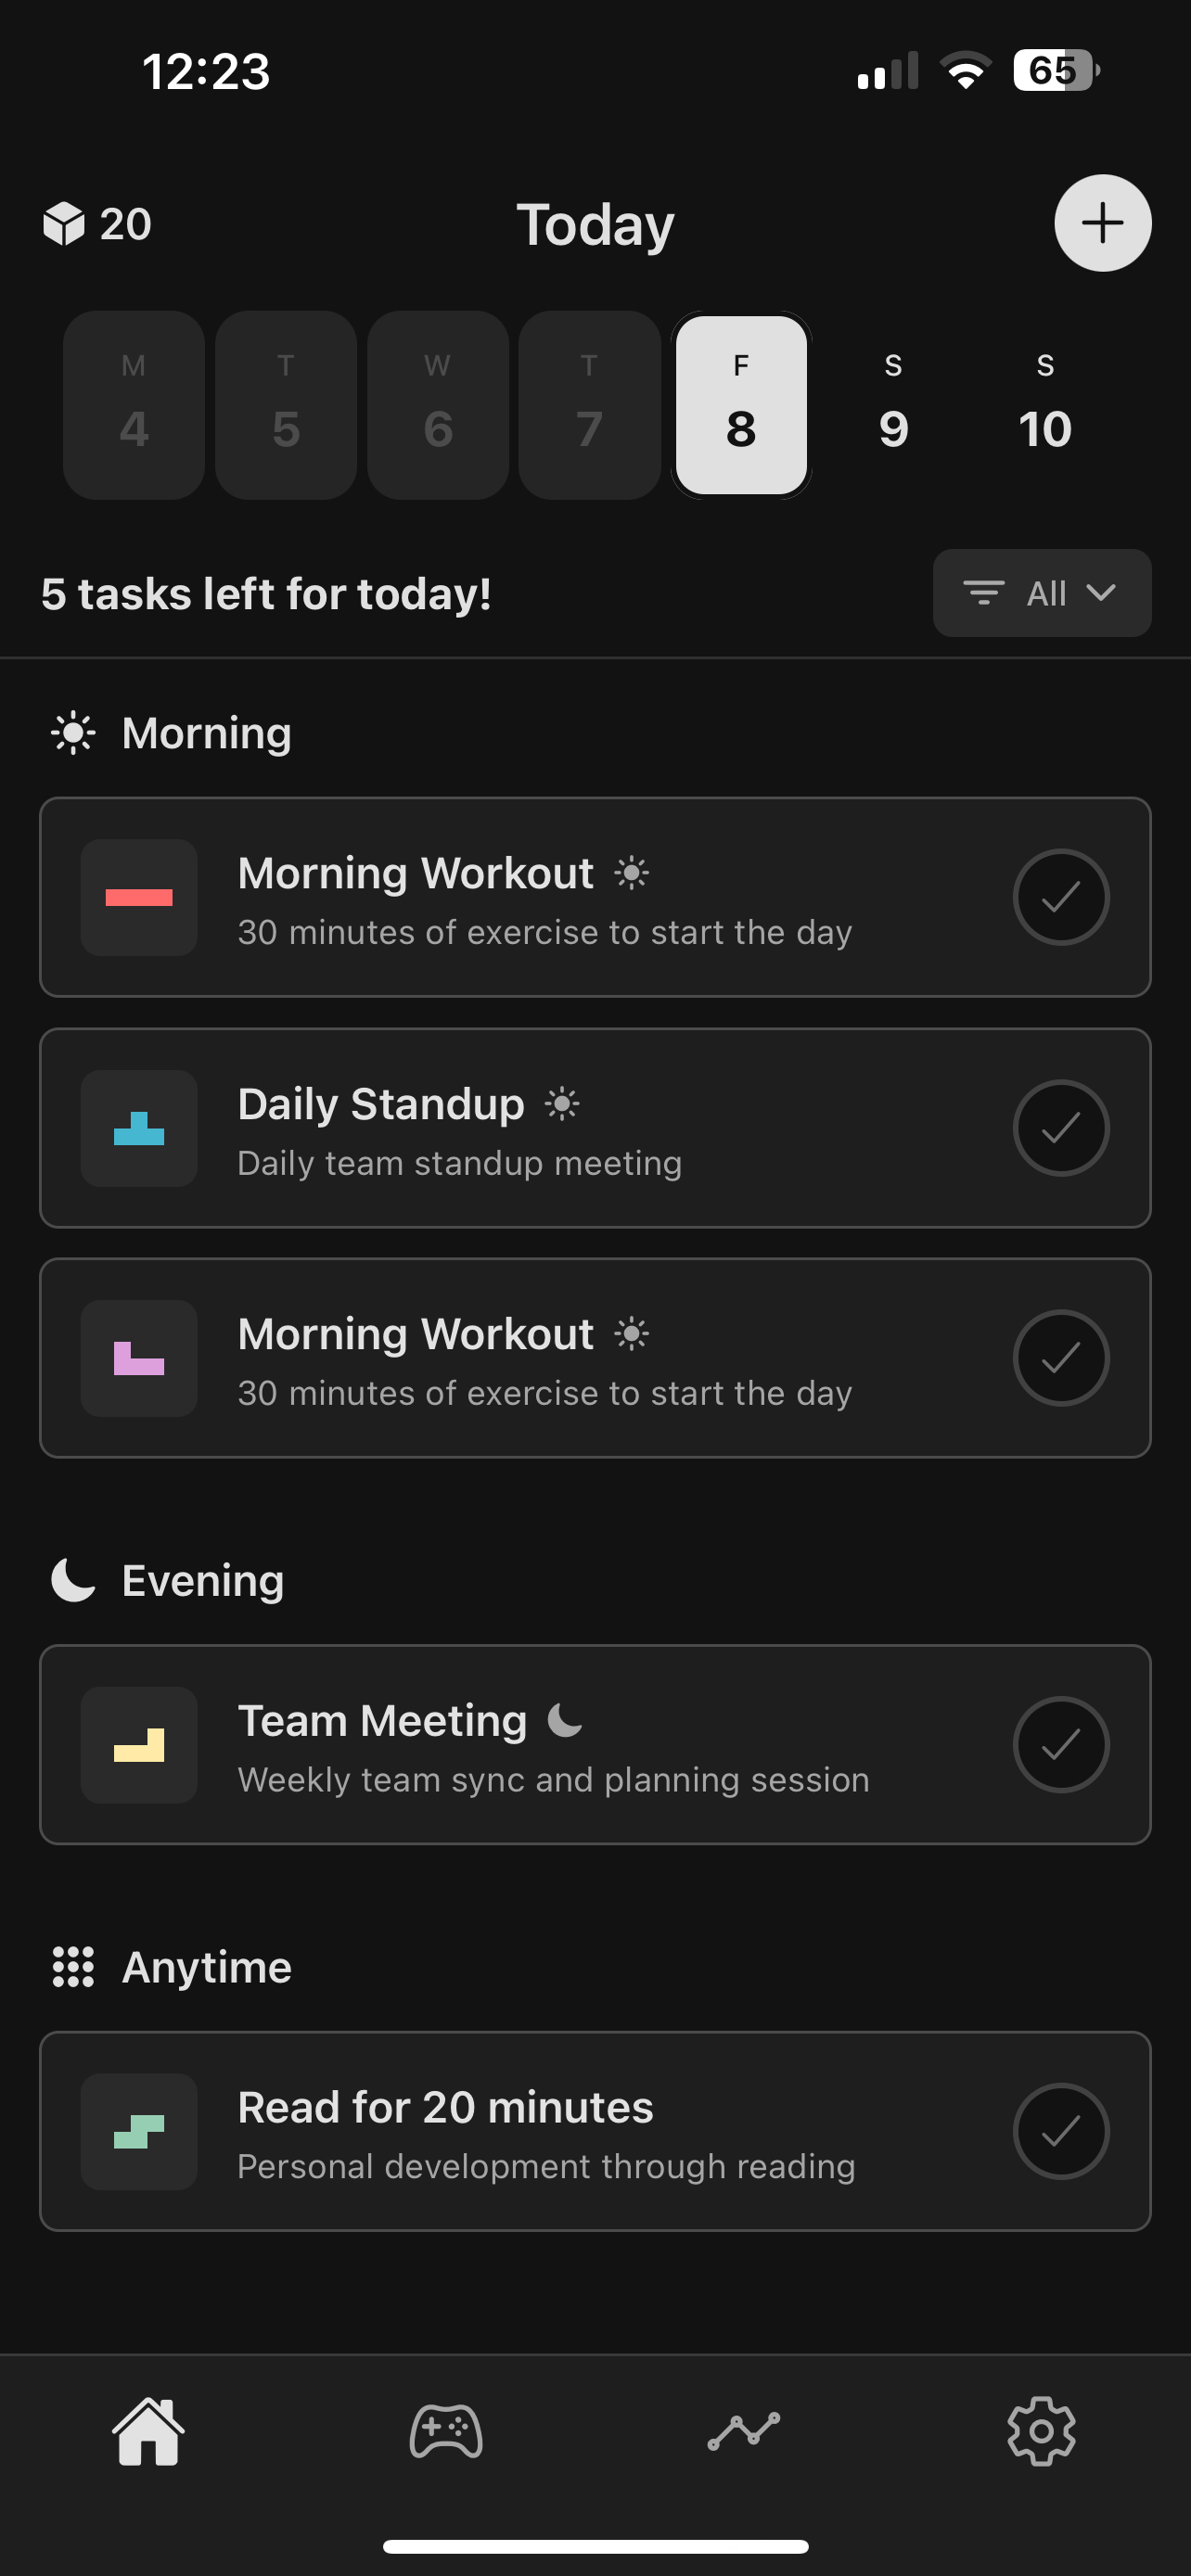 12:23
65
20
Today
M T W T F S S
4 5 6 7 8 9 10
5 tasks left for today!
All
Morning
Morning Workout
30 minutes of exercise to start the day
Daily Standup
Daily team standup meeting
Morning Workout
30 minutes of exercise to start the day
Evening
Team Meeting
Weekly team sync and planning session
Anytime
Read for 20 minutes
Personal development through reading